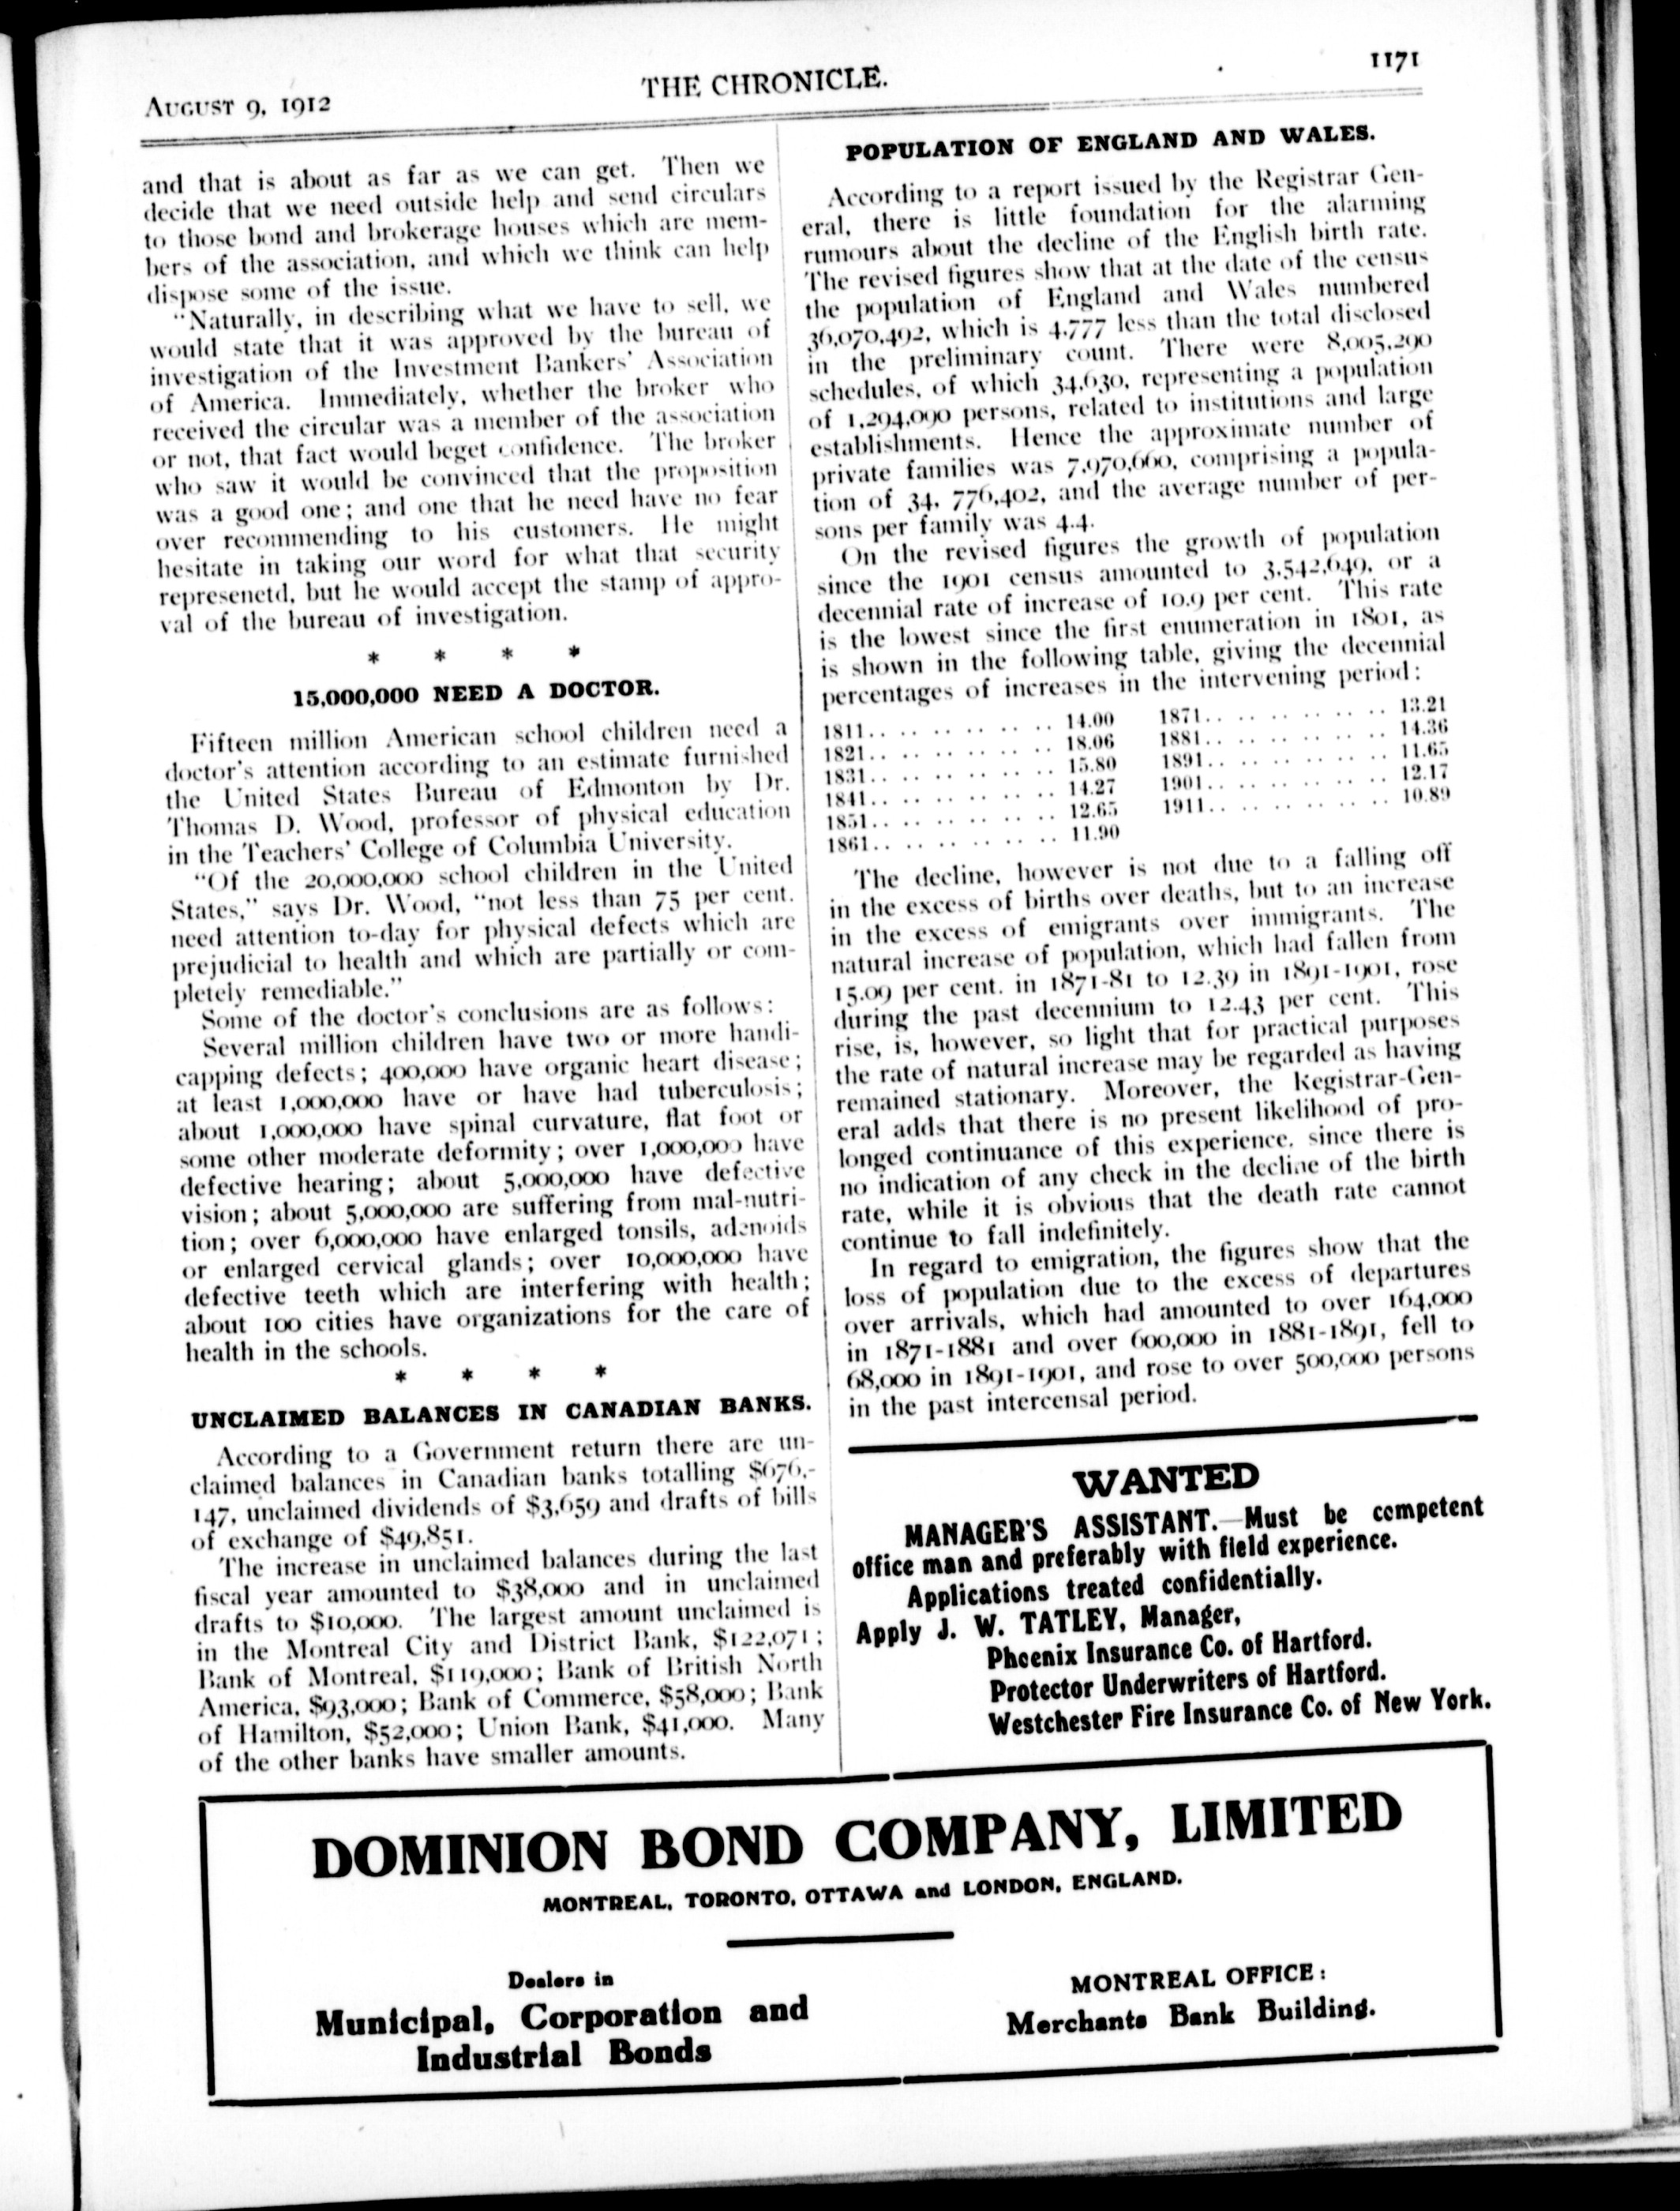 August 9, 1912
THE CHRONICLE.
1171
and that is about as far as we can get. Then we
decide that we need outside help and send circulars
to those bond and brokerage houses which are mem-
bers of the association, and which we think can help
dispose some of the issue.
"Naturally, in describing what we have to sell, we
would state that it was approved by the bureau of
investigation of the Investment Bankers' Association
of America. Immediately, whether the broker who
received the circular was a member of the association
or not, that fact would beget confidence. The broker
who saw it would be convinced that the proposition
was a good one; and one that he need have no fear
over recommending to his customers. He might
hesitate in taking our word for what that security
represenetd, but he would accept the stamp of appro-
val of the bureau of investigation.
* * * *
15,000,000 NEED A DOCTOR.
Fifteen million American school children need a
doctor's attention according to an estimate furnished
the United States Bureau of Edmonton by Dr.
Thomas D. Wood, professor of physical education
in the Teachers' College of Columbia University.
"Of the 20,000,000 school children in the United
States," says Dr. Wood, "not less than 75 per cent.
need attention to-day for physical defects which are
prejudicial to health and which are partially or com-
pletely remediable."
Some of the doctor's conclusions are as follows:
Several million children have two or more handi-
capping defects; 400,000 have organic heart disease;
at least 1,000,000 have or have had tuberculosis;
about 1,000,000 have spinal curvature, flat foot or
some other moderate deformity; over 1,000,000 have
defective hearing; about 5,000,000 have defective
vision; about 5,000,000 are suffering from mal-nutri-
tion; over 6,000,000 have enlarged tonsils, adenoids
or enlarged cervical glands; over 10,000,000 have
defective teeth which are interfering with health;
about 100 cities have organizations for the care of
health in the schools.
* * * *
UNCLAIMED BALANCES IN CANADIAN BANKS.
According to a Government return there are un-
claimed balances in Canadian banks totalling $676,-
147, unclaimed dividends of $3,659 and drafts of bills
of exchange of $49,851.
The increase in unclaimed balances during the last
fiscal year amounted to $38,000 and in unclaimed
drafts to $10,000. The largest amount unclaimed is
in the Montreal City and District Bank, $122,071;
Bank of Montreal, $119,000; Bank of British North
America, $93,000; Bank of Commerce, $58,000; Bank
of Hamilton, $52,000; Union Bank, $41,000. Many
of the other banks have smaller amounts.
POPULATION OF ENGLAND AND WALES.
According to a report issued by the Registrar Gen-
eral, there is little foundation for the alarming
rumours about the decline of the English birth rate.
The revised figures show that at the date of the census
the population of England and Wales numbered
36,070,492, which is 4,777 less than the total disclosed
in the preliminary count. There were 8,005,290
schedules, of which 34,630, representing a population
of 1,294,090 persons, related to institutions and large
establishments. Hence the approximate number of
private families was 7,970,660, comprising a popula-
tion of 34, 776,402, and the average number of per-
sons per family was 4.4.
On the revised figures the growth of population
since the 1901 census amounted to 3,542,649, or a
decennial rate of increase of 10.9 per cent. This rate
is the lowest since the first enumeration in 1801, as
is shown in the following table, giving the decennial
percentages of increases in the intervening period:
1811.. .. .. .. .. .. .. 14.00 1871.. .. .. .. .. .. .. 13.21
1821.. .. .. .. .. .. .. 18.06 1881.. .. .. .. .. .. .. 14.36
1831.. .. .. .. .. .. .. 15.80 1891.. .. .. .. .. .. .. 11.65
1841.. .. .. .. .. .. .. 14.27 1901.. .. .. .. .. .. .. 12.17
1851.. .. .. .. .. .. .. 12.65 1911.. .. .. .. .. .. .. 10.89
1861.. .. .. .. .. .. .. 11.90
The decline, however is not due to a falling off
in the excess of births over deaths, but to an increase
in the excess of emigrants over immigrants. The
natural increase of population, which had fallen from
15.09 per cent. in 1871-81 to 12.39 in 1891-1901, rose
during the past decennium to 12.43 per cent. This
rise, is, however, so light that for practical purposes
the rate of natural increase may be regarded as having
remained stationary. Moreover, the Registrar-Gen-
eral adds that there is no present likelihood of pro-
longed continuance of this experience, since there is
no indication of any check in the decline of the birth
rate, while it is obvious that the death rate cannot
continue to fall indefinitely.
In regard to emigration, the figures show that the
loss of population due to the excess of departures
over arrivals, which had amounted to over 164,000
in 1871-1881 and over 600,000 in 1881-1891, fell to
68,000 in 1891-1901, and rose to over 500,000 persons
in the past intercensal period.
WANTED
MANAGER'S ASSISTANT.—Must be competent
office man and preferably with field experience.
Applications treated confidentially.
Apply J. W. TATLEY, Manager,
Phoenix Insurance Co. of Hartford.
Protector Underwriters of Hartford.
Westchester Fire Insurance Co. of New York.
DOMINION BOND COMPANY, LIMITED
MONTREAL, TORONTO, OTTAWA and LONDON, ENGLAND.
Dealers in
Municipal, Corporation and
Industrial Bonds
MONTREAL OFFICE:
Merchants Bank Building.